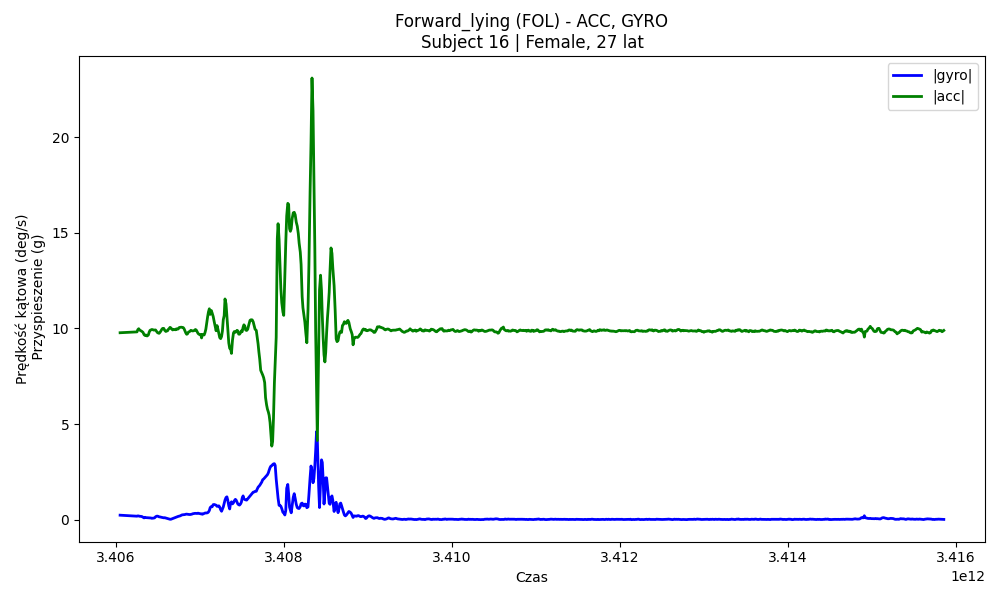 Forward_lying (FOL) - ACC, GYRO
Subject 16 | Female, 27 lat
|gyro|
|acc|
Prędkość kątowa (deg/s)
Przyspieszenie (g)
20
15
10
5
0
3.406
3.408
3.410
3.412
3.414
3.416
1e12
Czas